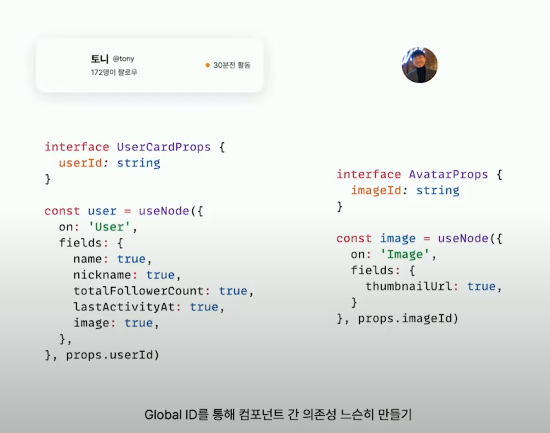 토니 @tony
172명이 팔로우
30분전 활동
interface UserCardProps {
  userId: string
}
const user = useNode({
  on: 'User',
  fields: {
    name: true,
    nickname: true,
    totalFollowerCount: true,
    lastActivityAt: true,
    image: true,
  },
}, props.userId)
interface AvatarProps {
  imageId: string
}
const image = useNode({
  on: 'Image',
  fields: {
    thumbnailUrl: true,
  }
}, props.imageId)
Global ID를 통해 컴포넌트 간 의존성 느슨히 만들기